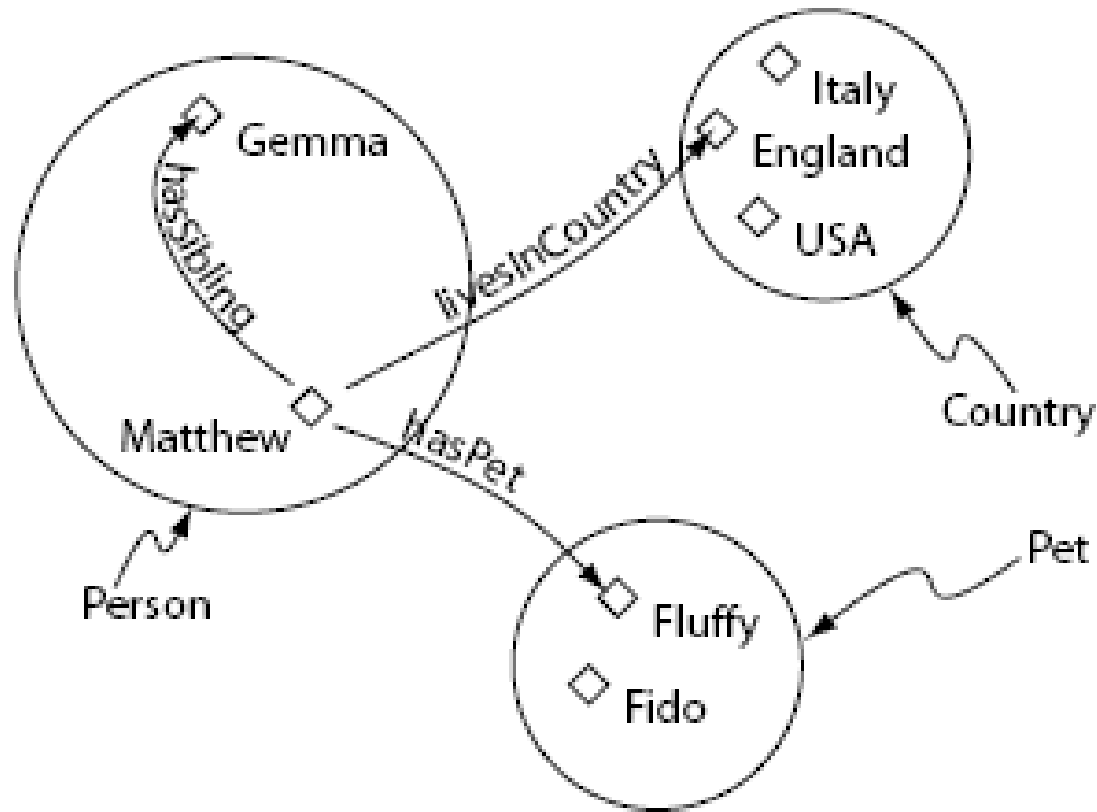 Italy
Gemma
England
hasSibling
livesInCountry
USA
Country
Matthew
hasPet
Pet
Person
Fluffy
Fido